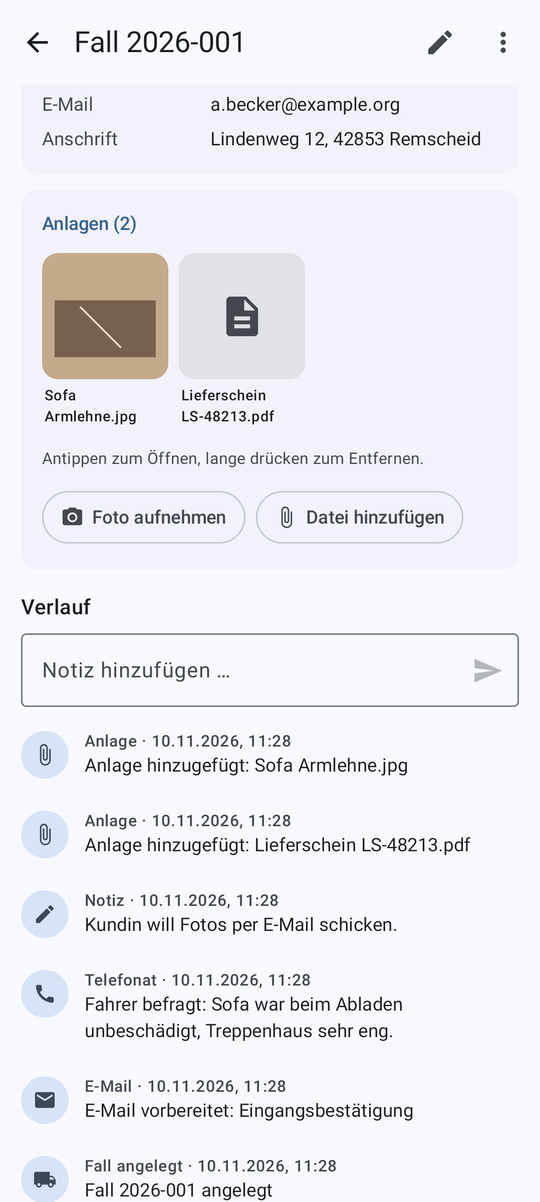 Fall 2026-001
E-Mail a.becker@example.org
Anschrift Lindenweg 12, 42853 Remscheid
Anlagen (2)
Sofa Armlehne.jpg
Lieferschein LS-48213.pdf
Antippen zum Öffnen, lange drücken zum Entfernen.
Foto aufnehmen
Datei hinzufügen
Verlauf
Notiz hinzufügen …
Anlage · 10.11.2026, 11:28
Anlage hinzugefügt: Sofa Armlehne.jpg
Anlage · 10.11.2026, 11:28
Anlage hinzugefügt: Lieferschein LS-48213.pdf
Notiz · 10.11.2026, 11:28
Kundin will Fotos per E-Mail schicken.
Telefonat · 10.11.2026, 11:28
Fahrer befragt: Sofa war beim Abladen
unbeschädigt, Treppenhaus sehr eng.
E-Mail · 10.11.2026, 11:28
E-Mail vorbereitet: Eingangsbestätigung
Fall angelegt · 10.11.2026, 11:28
Fall 2026-001 angelegt